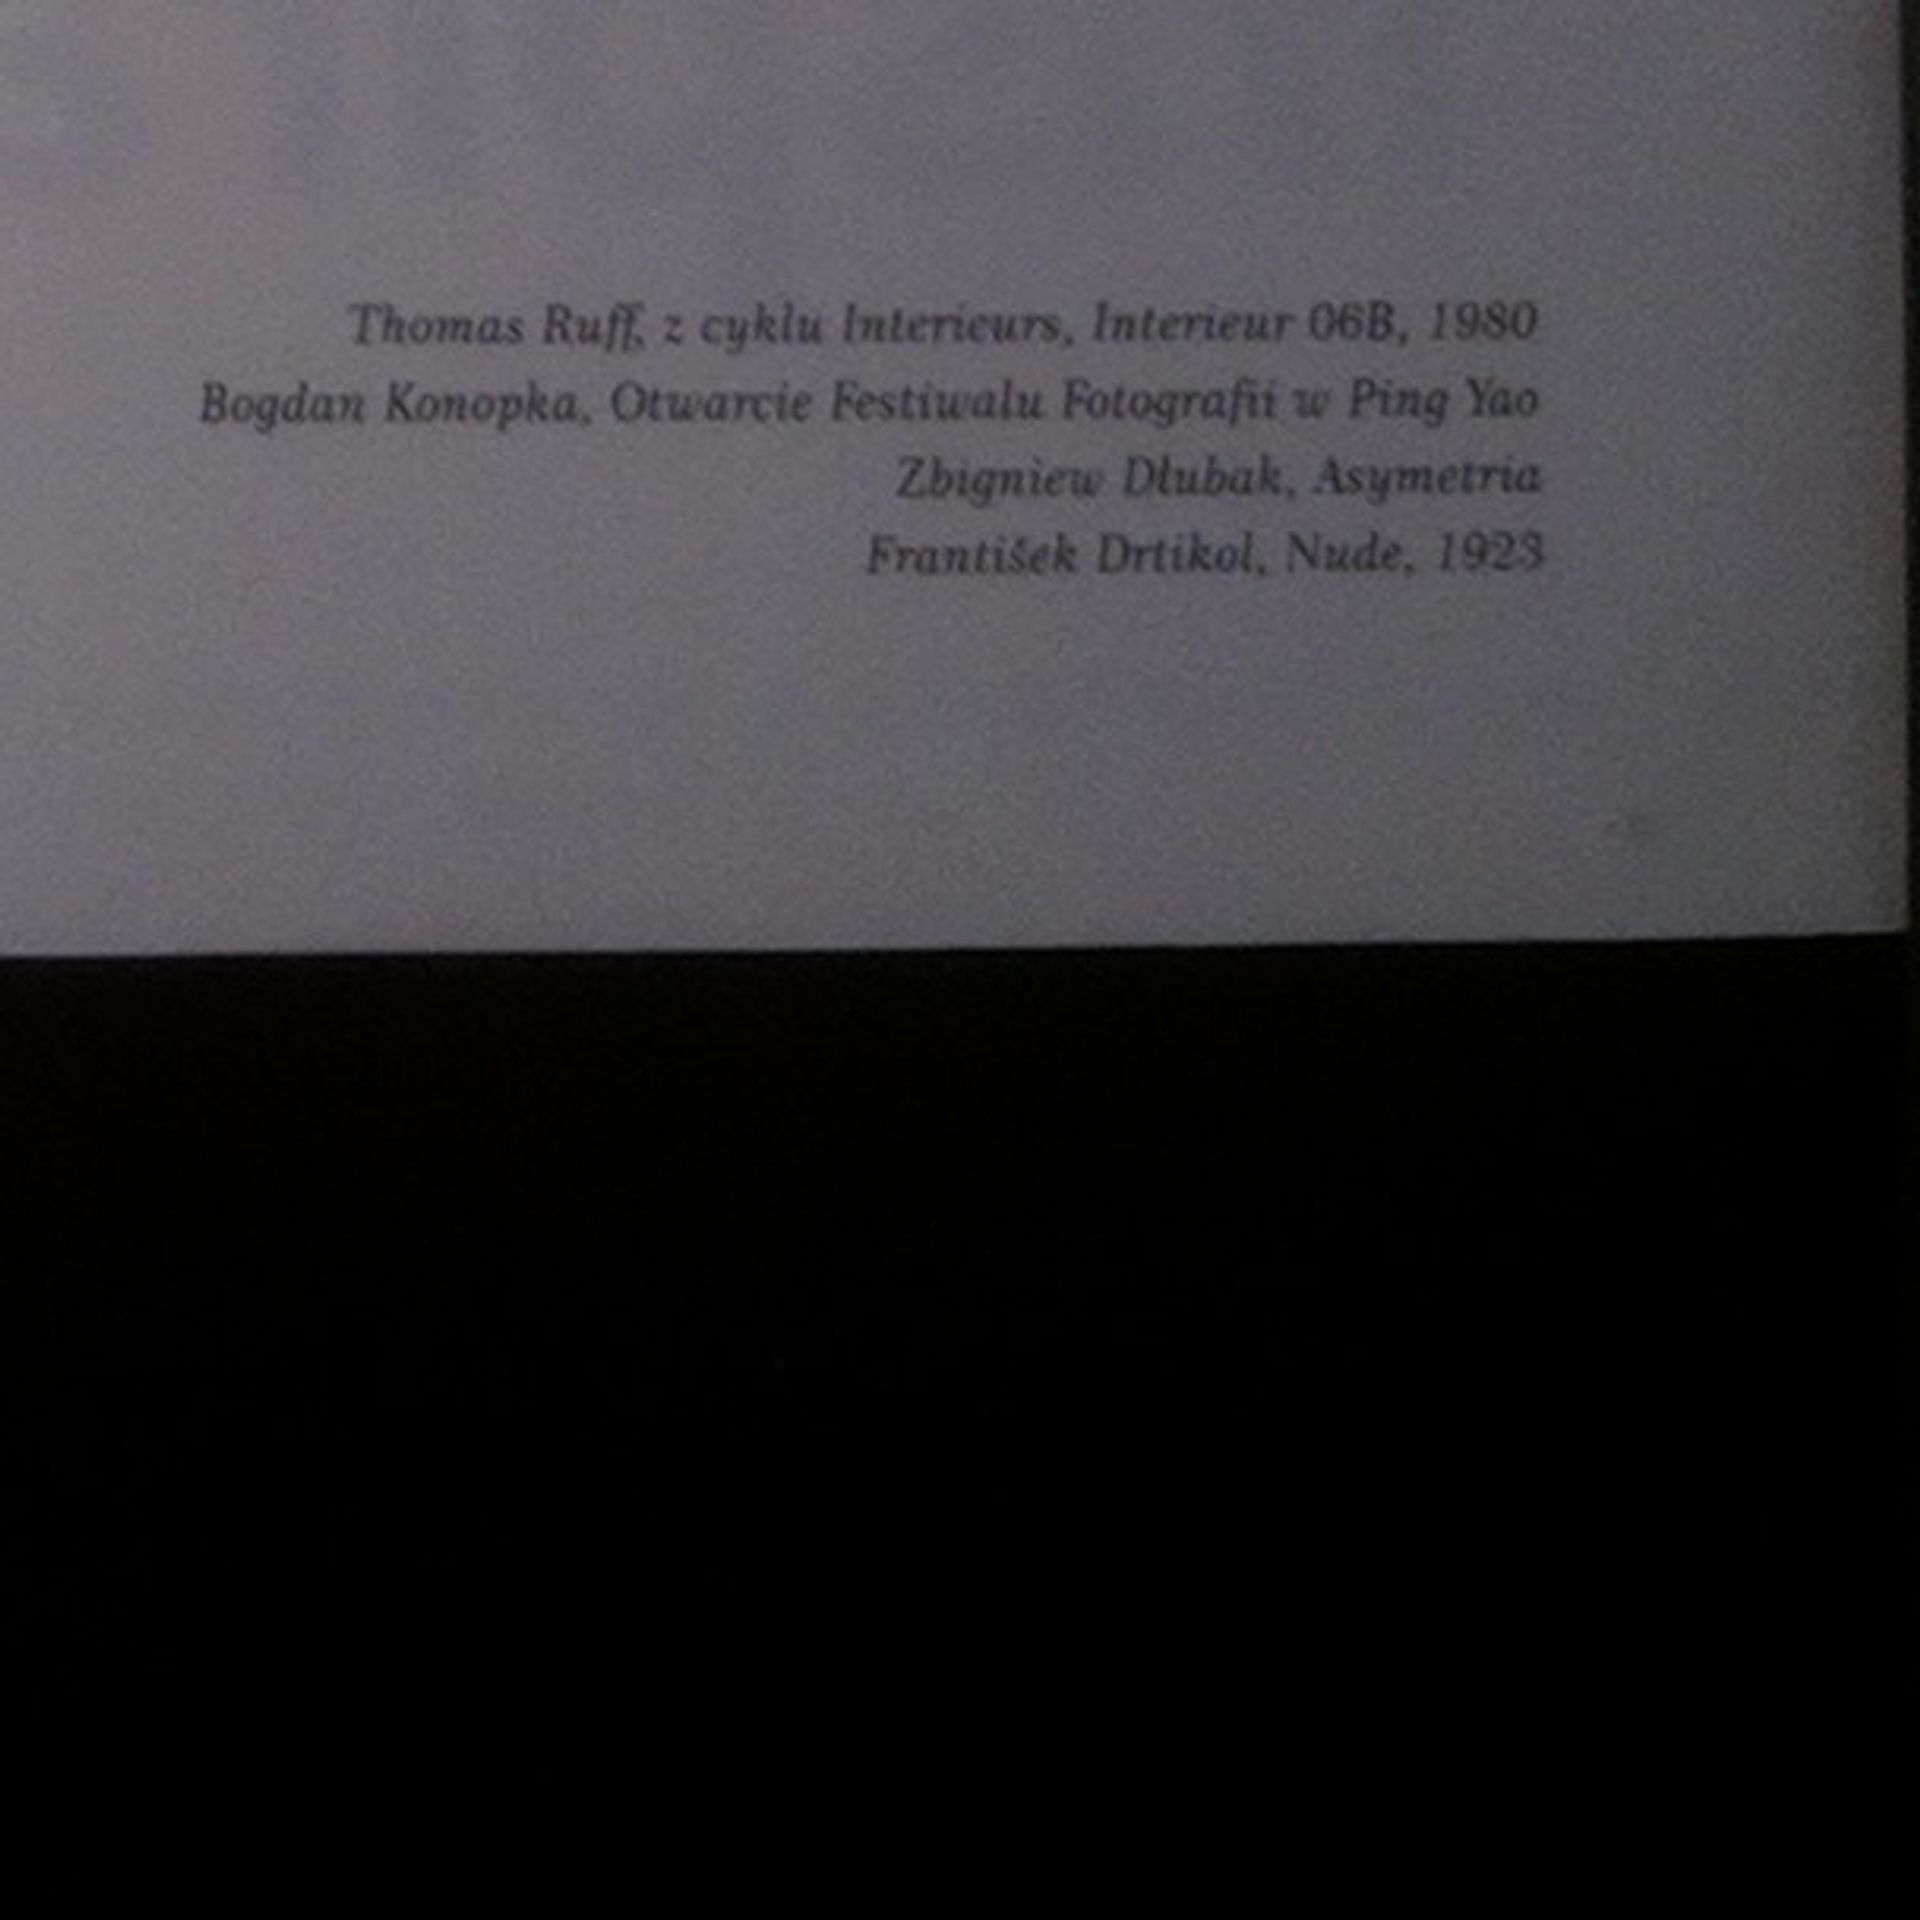 Thomas Ruff, z cyklu Interieurs, Interieur 06B, 1980
Bogdan Konopka, Otwarcie Festiwalu Fotografii w Ping Yao
Zbigniew Dłubak, Asymetria
František Drtikol, Nude, 1923